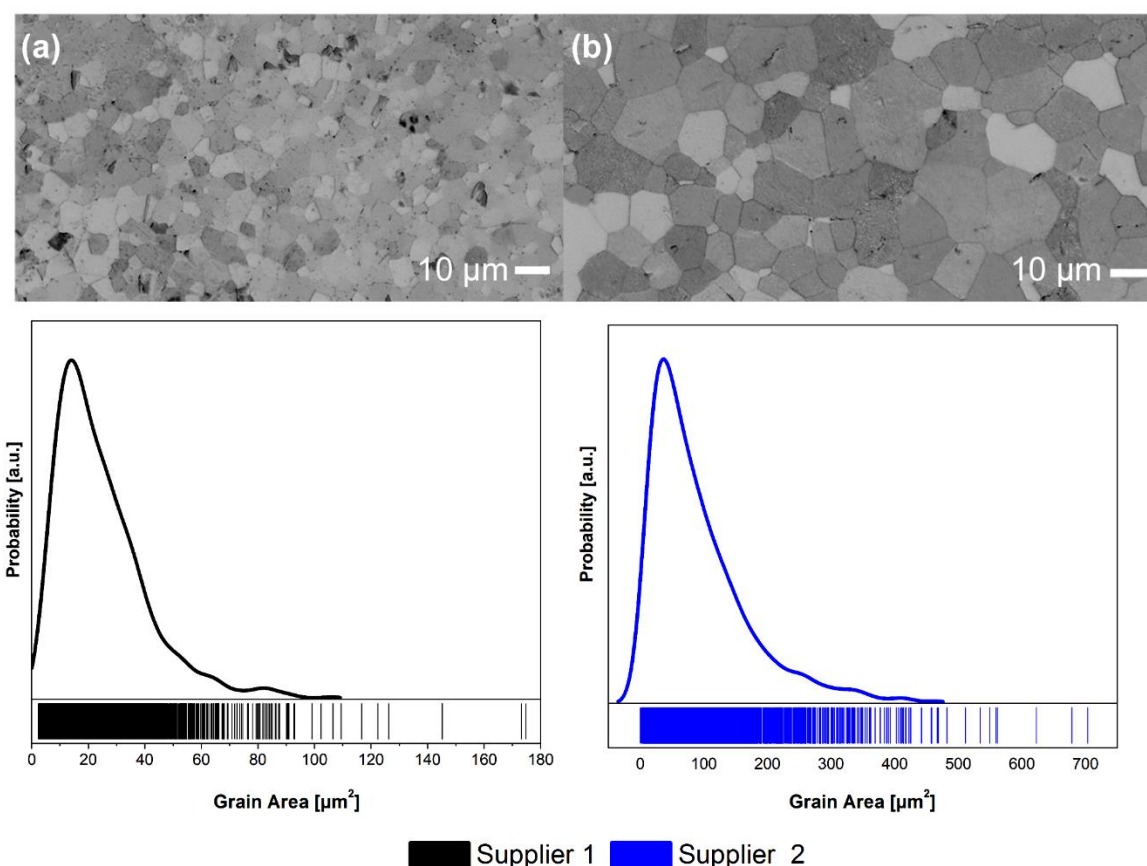 (a)
(b)
10 µm
10 µm
Probability [a.u.]
0 20 40 60 80 100 120 140 160 180
Grain Area [µm²]
Probability [a.u.]
0 100 200 300 400 500 600 700
Grain Area [µm²]
Supplier 1
Supplier 2